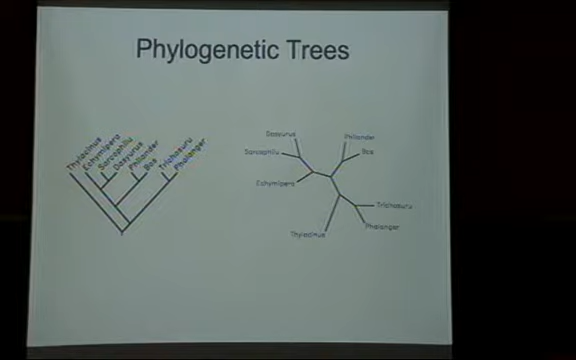 Phylogenetic Trees
Thylacinus
Echymipera
Sarcophilu
Dasyurus
Philander
Bos
Trichosuru
Phalanger
Dasyurus
Sarcophilu
Echymipera
Philander
Bos
Trichosuru
Phalanger
Thylacinus